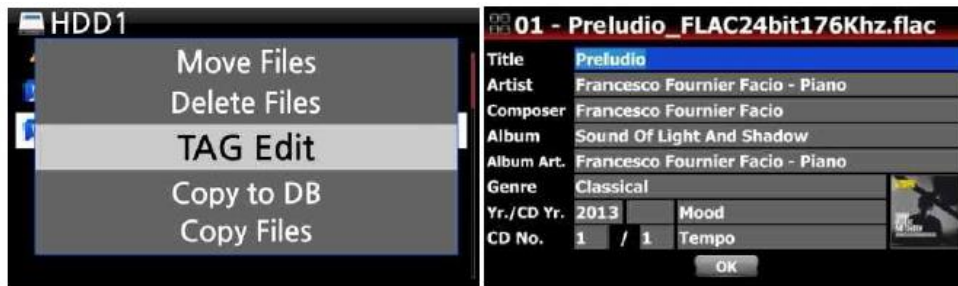 HDD1
Move Files
Delete Files
TAG Edit
Copy to DB
Copy Files
01 - Preludio_FLAC24bit176Khz.flac
Title Preludio
Artist Francesco Fournier Facio - Piano
Composer Francesco Fournier Facio
Album Sound Of Light And Shadow
Album Art. Francesco Fournier Facio - Piano
Genre Classical
Yr./CD Yr. 2013 Mood
CD No. 1 / 1 Tempo
OK